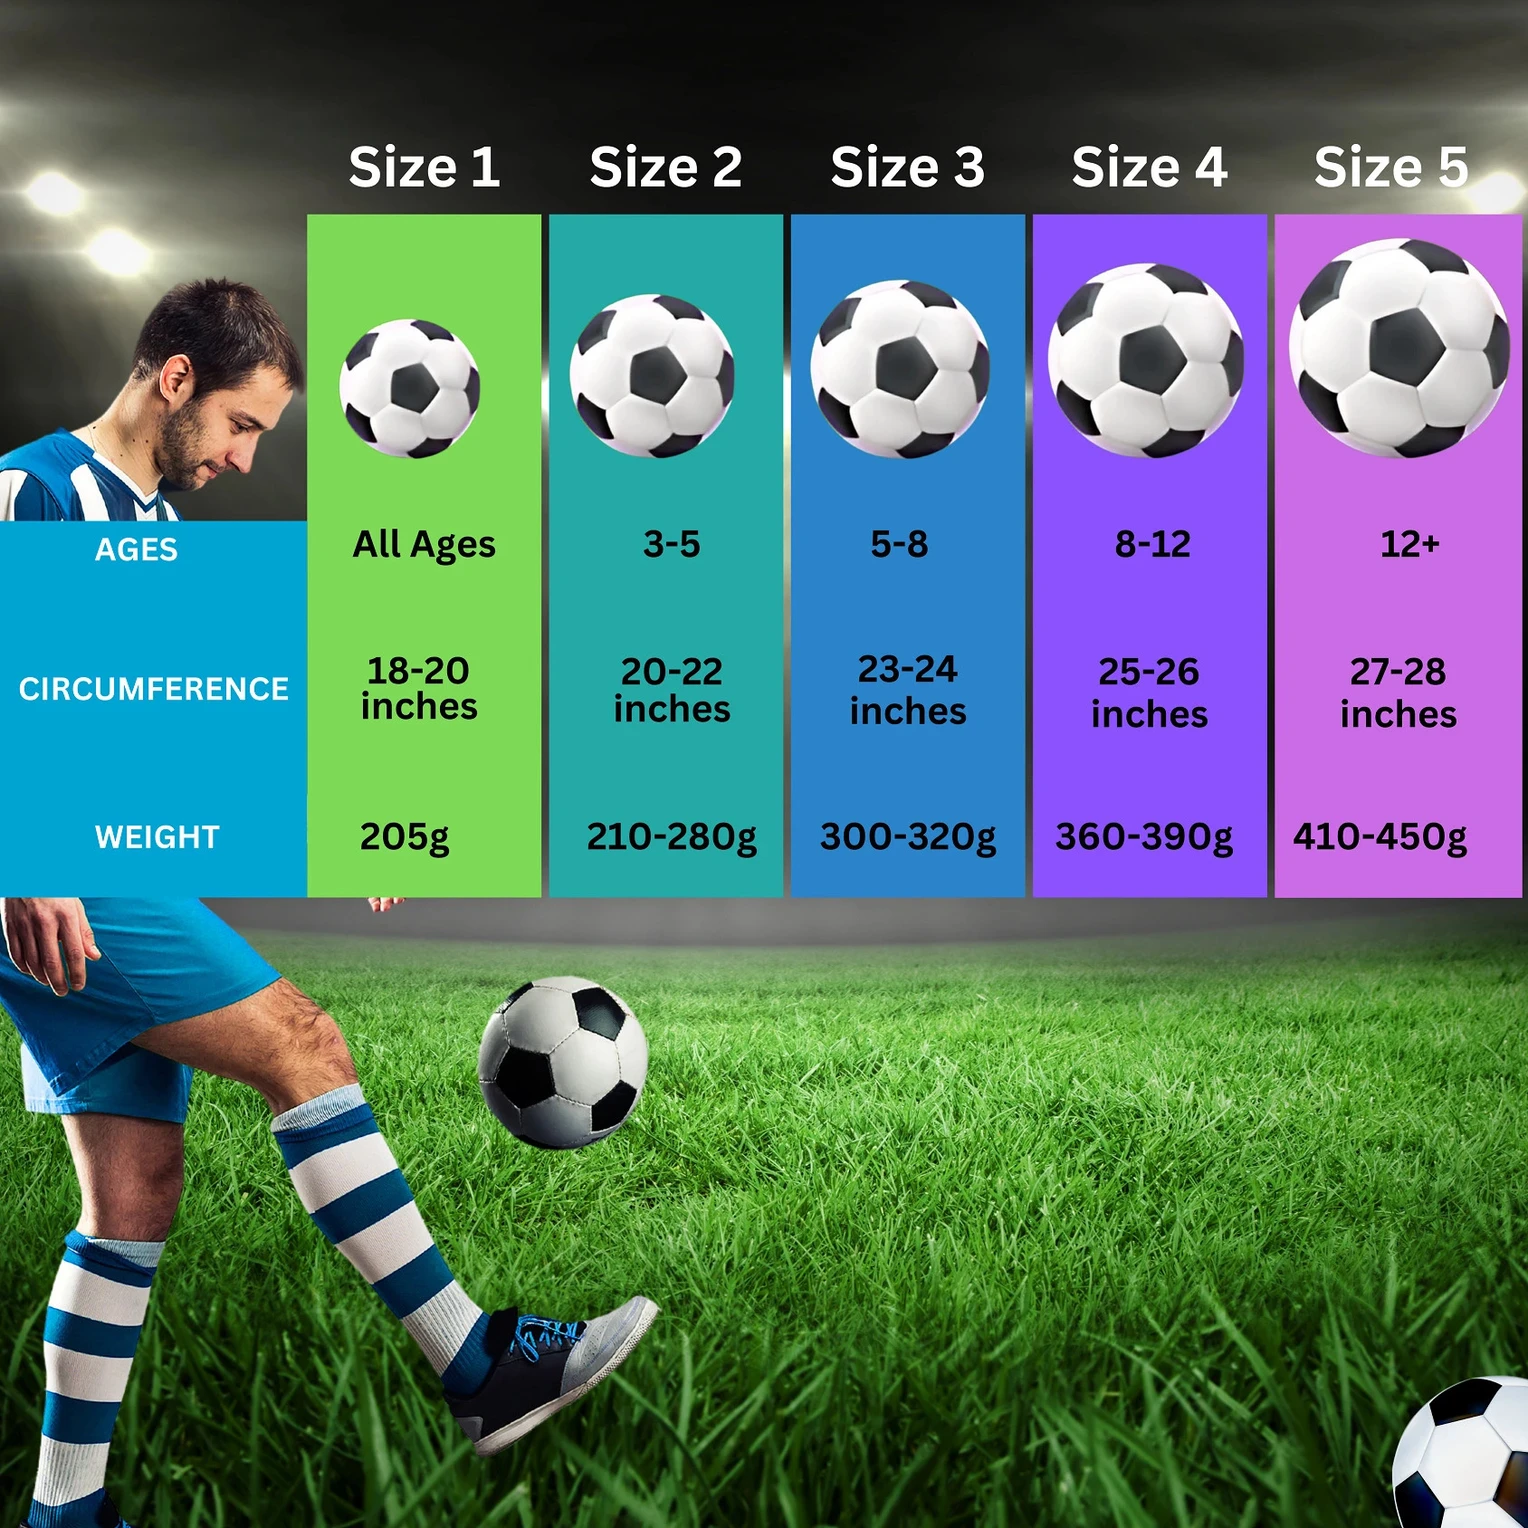 Size 1 Size 2 Size 3 Size 4 Size 5
AGES All Ages 3-5 5-8 8-12 12+
CIRCUMFERENCE 18-20 20-22 23-24 25-26 27-28
inches inches inches inches inches
WEIGHT 205g 210-280g 300-320g 360-390g 410-450g